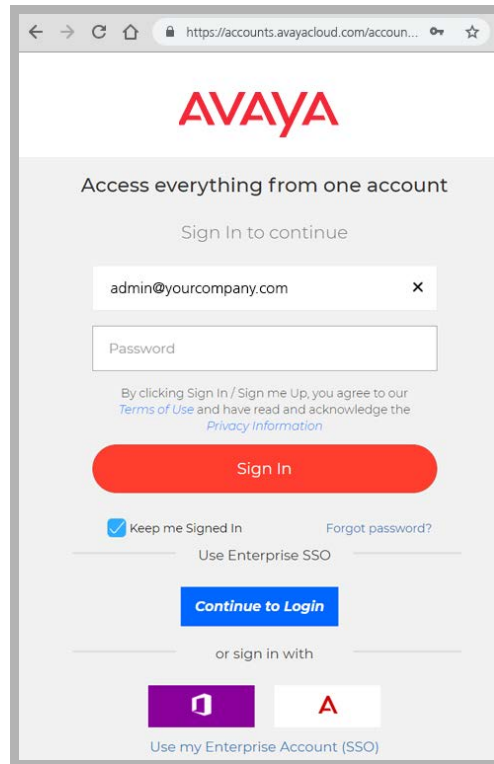 https://accounts.avayacloud.com/accoun...
AVAYA
Access everything from one account
Sign In to continue
admin@yourcompany.com
Password
By clicking Sign In / Sign me Up, you agree to our
Terms of Use and have read and acknowledge the
Privacy Information
Sign In
Keep me Signed In Forgot password?
Use Enterprise SSO
Continue to Login
or sign in with
Use my Enterprise Account (SSO)